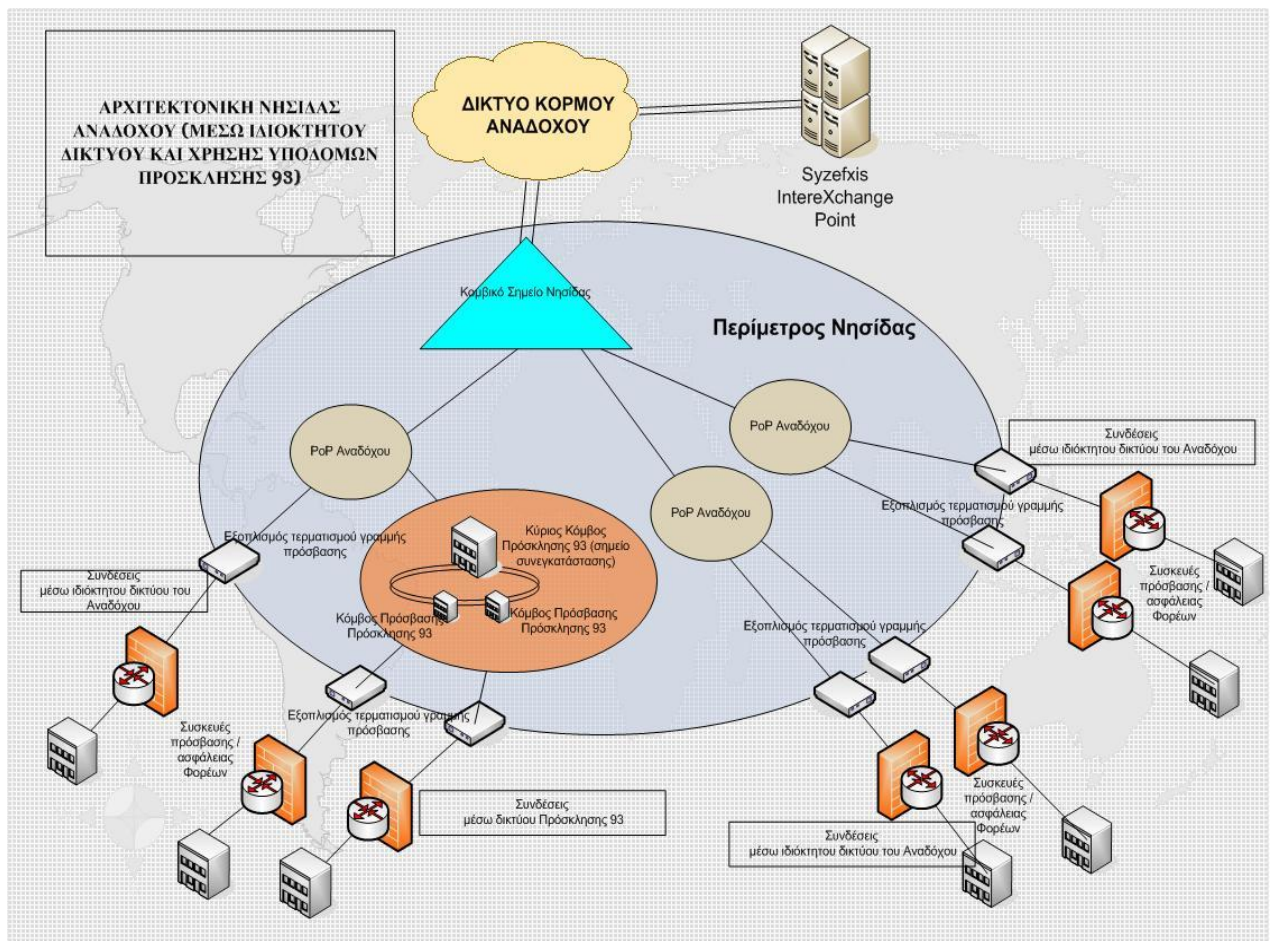 ΑΡΧΙΤΕΚΤΟΝΙΚΗ ΝΗΣΙΔΑΣ
ΑΝΑΔΟΧΟΥ (ΜΕΣΩ ΙΔΙΟΚΤΗΤΟΥ
ΔΙΚΤΥΟΥ ΚΑΙ ΧΡΗΣΗΣ ΥΠΟΔΟΜΩΝ
ΠΡΟΣΚΛΗΣΗΣ 93)
ΔΙΚΤΥΟ ΚΟΡΜΟΥ
ΑΝΑΔΟΧΟΥ
Syzefxis
IntereXchange
Point
Κομβικό Σημείο Νησίδας
Περίμετρος Νησίδας
PoP Αναδόχου
PoP Αναδόχου
PoP Αναδόχου
Συνδέσεις
μέσω ιδιόκτητου δικτύου του Αναδόχου
Εξοπλισμός τερματισμού γραμμής
πρόσβασης
Εξοπλισμός τερματισμού γραμμής
πρόσβασης
Κύριος Κόμβος
Πρόσκλησης 93 (σημείο
συνεγκατάστασης)
Συνδέσεις
μέσω ιδιόκτητου δικτύου του
Αναδόχου
Κόμβος Πρόσβασης
Πρόσκλησης 93
Κόμβος Πρόσβασης
Πρόσκλησης 93
Συσκευές
πρόσβασης /
ασφάλειας
Φορέων
Εξοπλισμός τερματισμού γραμμής
πρόσβασης
Εξοπλισμός τερματισμού γραμμής
πρόσβασης
Συσκευές
πρόσβασης /
ασφάλειας
Φορέων
Συνδέσεις
μέσω δικτύου Πρόσκλησης 93
Συσκευές
πρόσβασης /
ασφάλειας
Φορέων
Συνδέσεις
μέσω ιδιόκτητου δικτύου του Αναδόχου